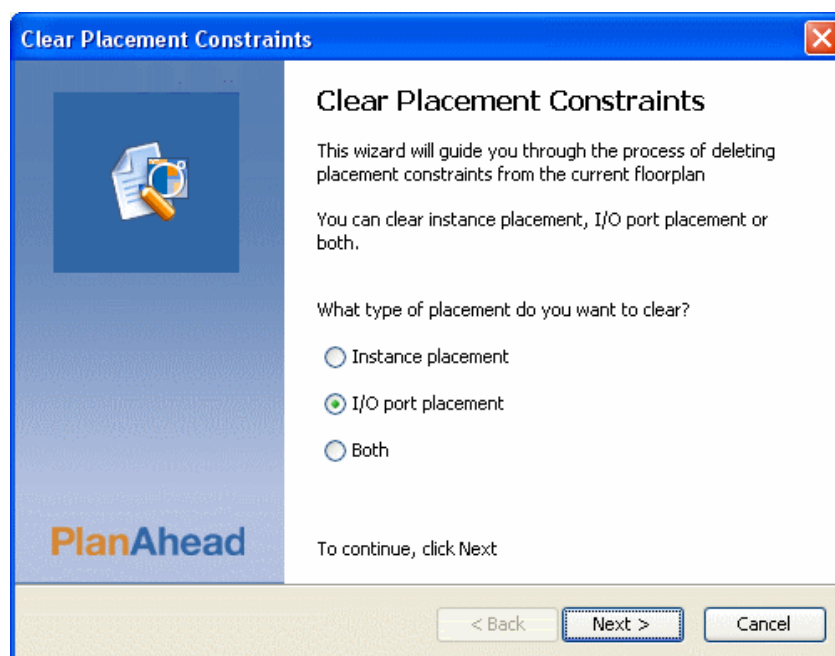 Clear Placement Constraints
Clear Placement Constraints
This wizard will guide you through the process of deleting
placement constraints from the current floorplan
You can clear instance placement, I/O port placement or
both.
What type of placement do you want to clear?
Instance placement
I/O port placement
Both
PlanAhead
To continue, click Next
< Back
Next >
Cancel